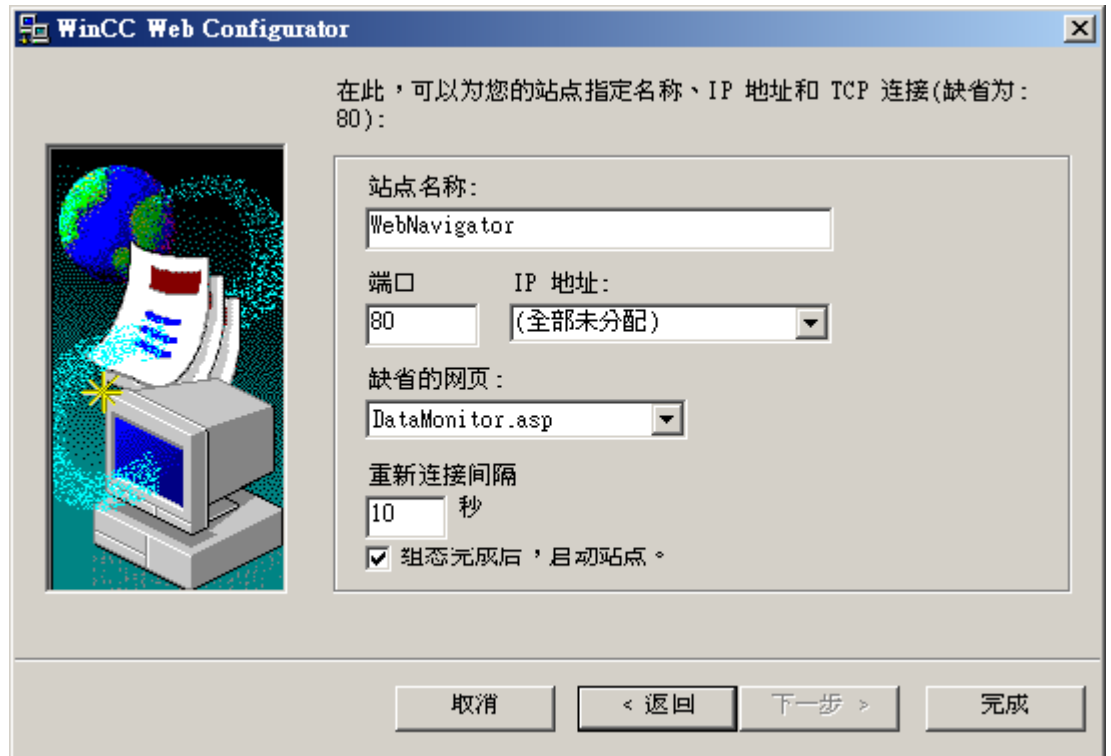 WinCC Web Configurator
在此，可以为您的站点指定名称、IP 地址和 TCP 连接(缺省为:
80):
站点名称:
WebNavigator
端口 IP 地址:
80 (全部未分配)
缺省的网页:
DataMonitor.asp
重新连接间隔
10 秒
组态完成后，启动站点。
取消 < 返回 下一步 > 完成